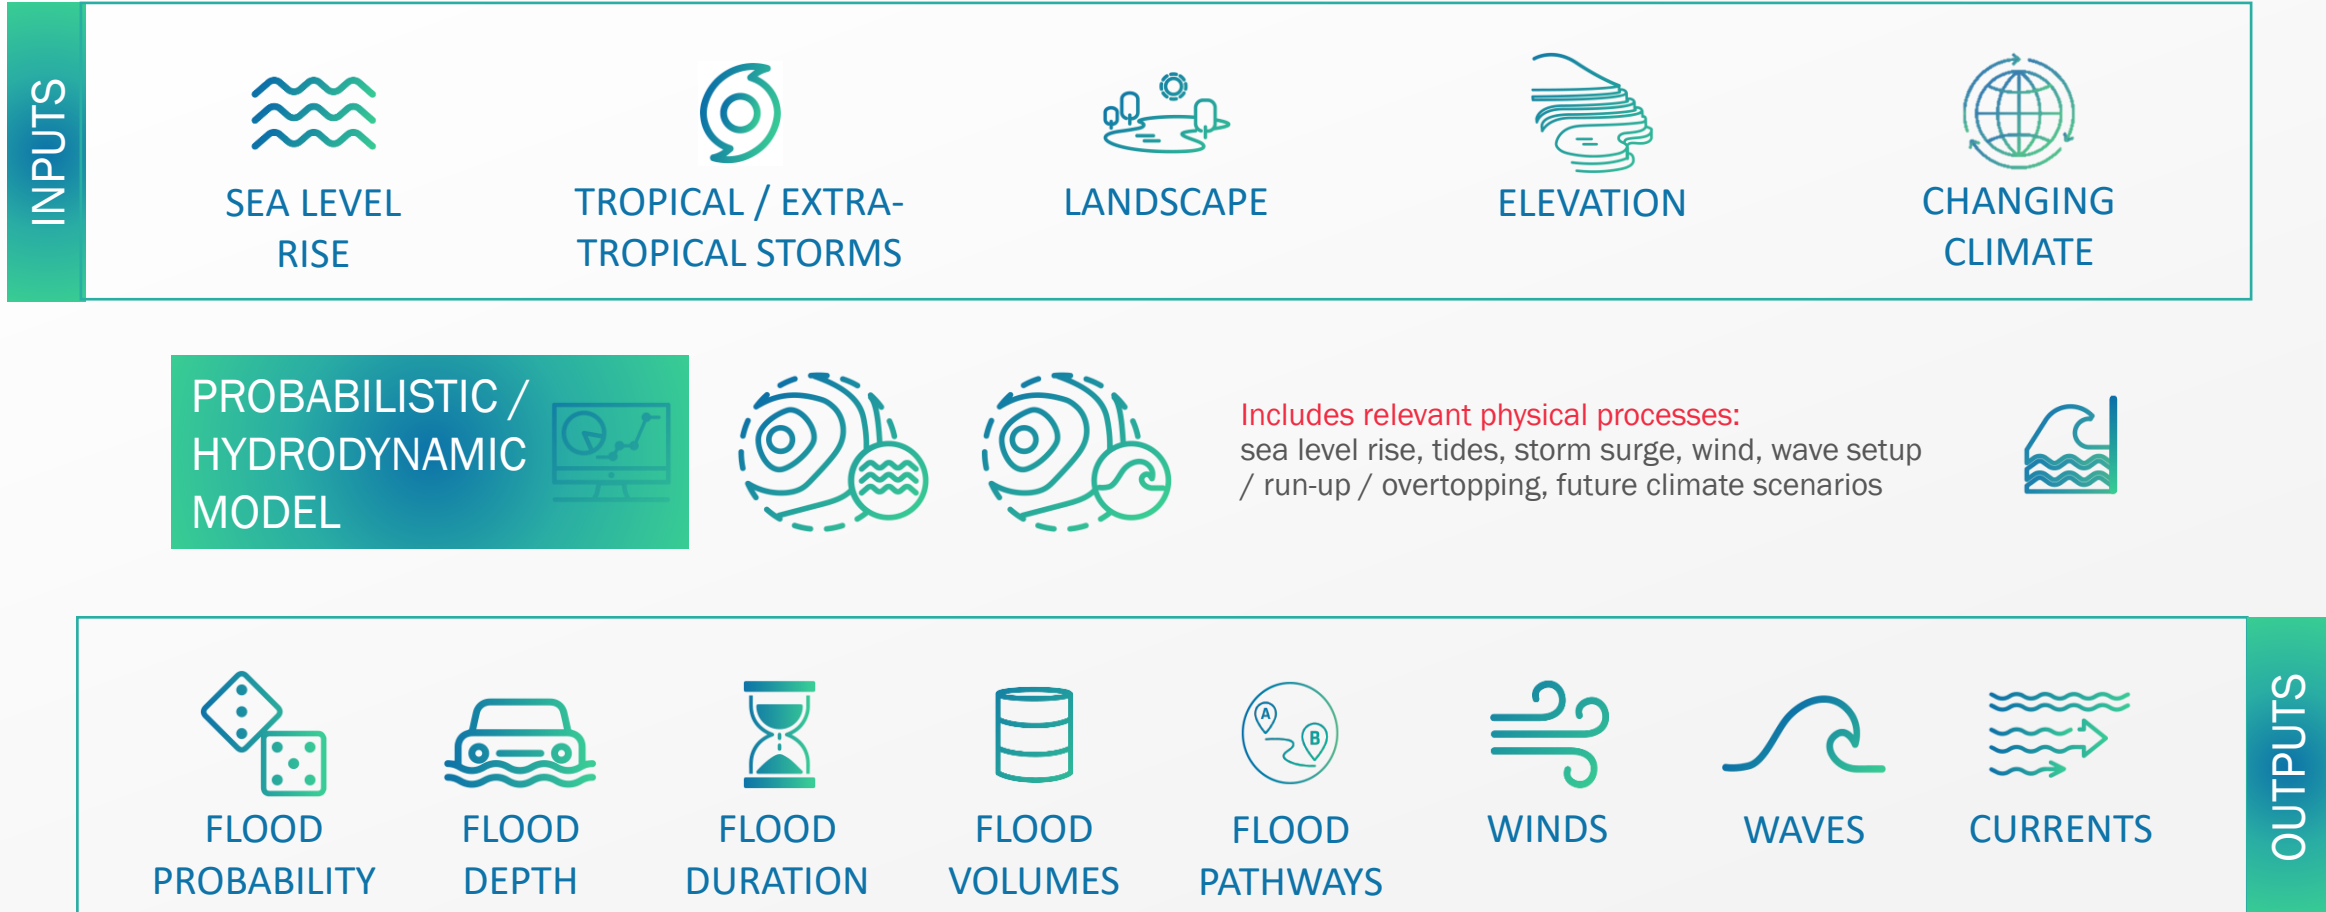 INPUTS
SEA LEVEL
RISE
TROPICAL / EXTRA-
TROPICAL STORMS
LANDSCAPE
ELEVATION
CHANGING
CLIMATE
PROBABILISTIC /
HYDRODYNAMIC
MODEL
Includes relevant physical processes:
sea level rise, tides, storm surge, wind, wave setup
/ run-up / overtopping, future climate scenarios
A
B
FLOOD
PROBABILITY
FLOOD
DEPTH
FLOOD
DURATION
FLOOD
VOLUMES
FLOOD
PATHWAYS
WINDS
WAVES
CURRENTS
OUTPUTS